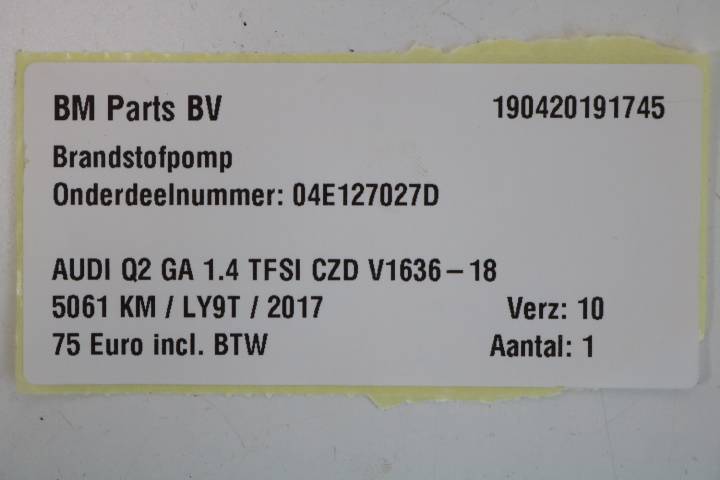 BM Parts BV 190420191745
Brandstofpomp
Onderdeelnummer: 04E127027D
AUDI Q2 GA 1.4 TFSI CZD V1636-18
5061 KM / LY9T / 2017 Verz: 10
75 Euro incl. BTW Aantal: 1